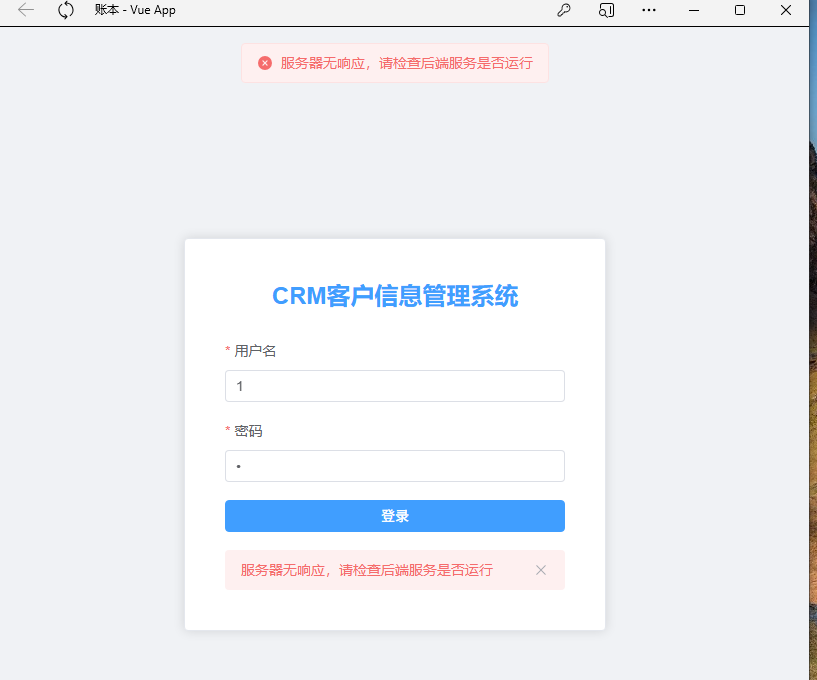 账本 - Vue App
服务器无响应，请检查后端服务是否运行
CRM客户信息管理系统
* 用户名
1
* 密码
•
登录
服务器无响应，请检查后端服务是否运行